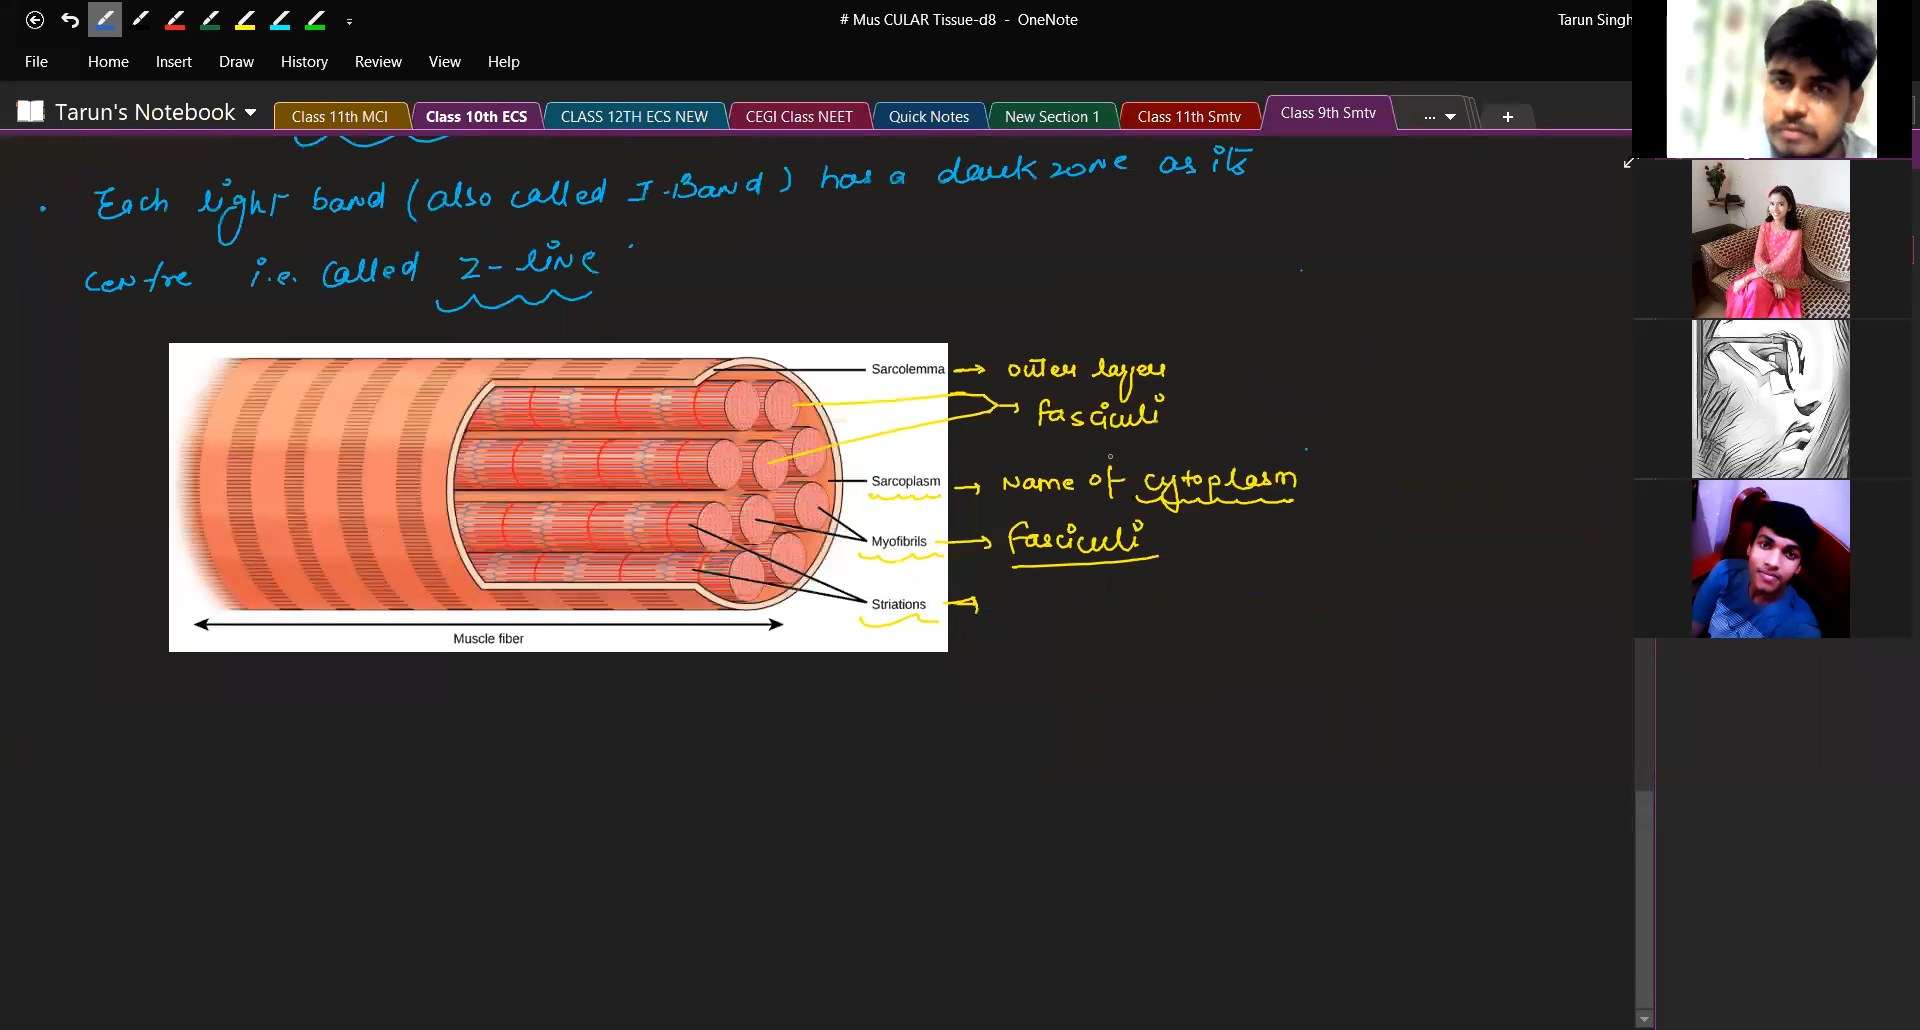 # Mus CULAR Tissue-d8 - OneNote
Tarun Singh
File Home Insert Draw History Review View Help
Tarun's Notebook
Class 11th MCI
Class 10th ECS
CLASS 12TH ECS NEW
CEGI Class NEET
Quick Notes
New Section 1
Class 11th Smtv
Class 9th Smtv
...
+
. Each light band (also called I-Band) has a dark zone as its
centre i.e. called Z-line
Sarcolemma → outer layer
→ fasciculi
Sarcoplasm → Name of cytoplasm
Myofibrils → fasciculi
Striations →
Muscle fiber